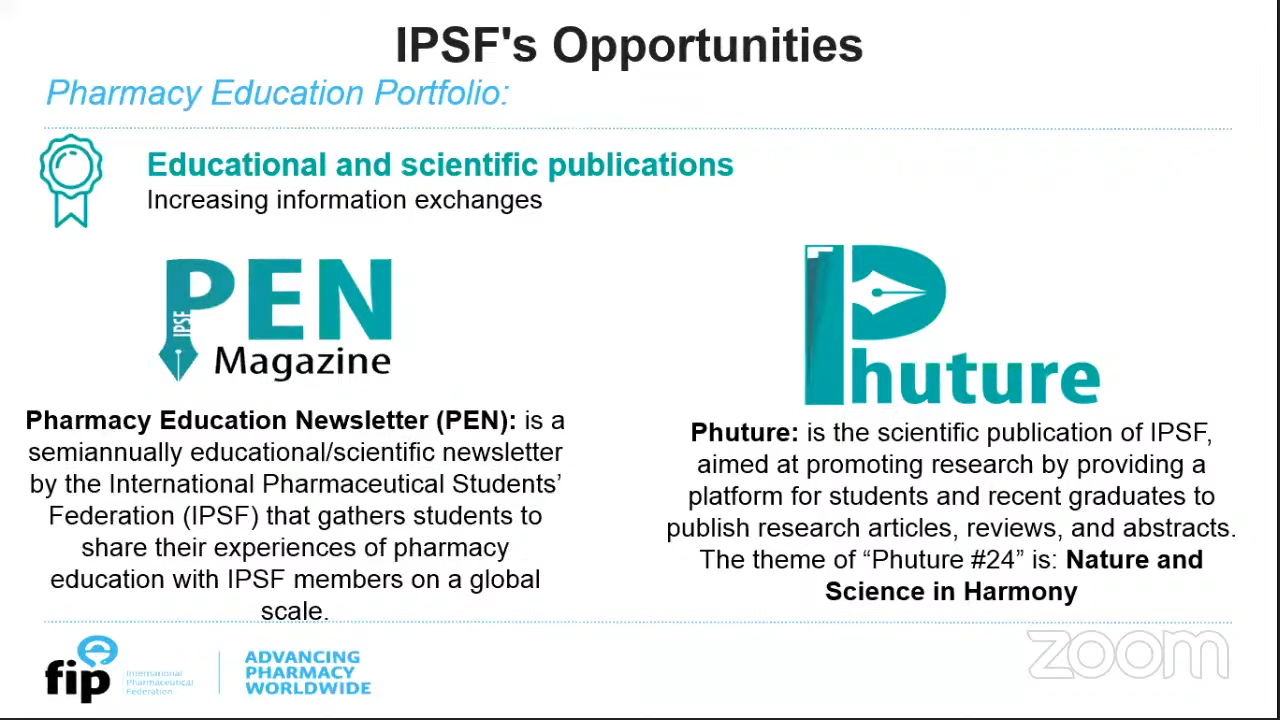 IPSF's Opportunities
Pharmacy Education Portfolio:
Educational and scientific publications
Increasing information exchanges
PEN
IPSF
Magazine
Pharmacy Education Newsletter (PEN): is a
semiannually educational/scientific newsletter
by the International Pharmaceutical Students’
Federation (IPSF) that gathers students to
share their experiences of pharmacy
education with IPSF members on a global
scale.
Phuture
Phuture: is the scientific publication of IPSF,
aimed at promoting research by providing a
platform for students and recent graduates to
publish research articles, reviews, and abstracts.
The theme of “Phuture #24” is: Nature and
Science in Harmony
fip
International
Pharmaceutical
Federation
ADVANCING
PHARMACY
WORLDWIDE
zoom